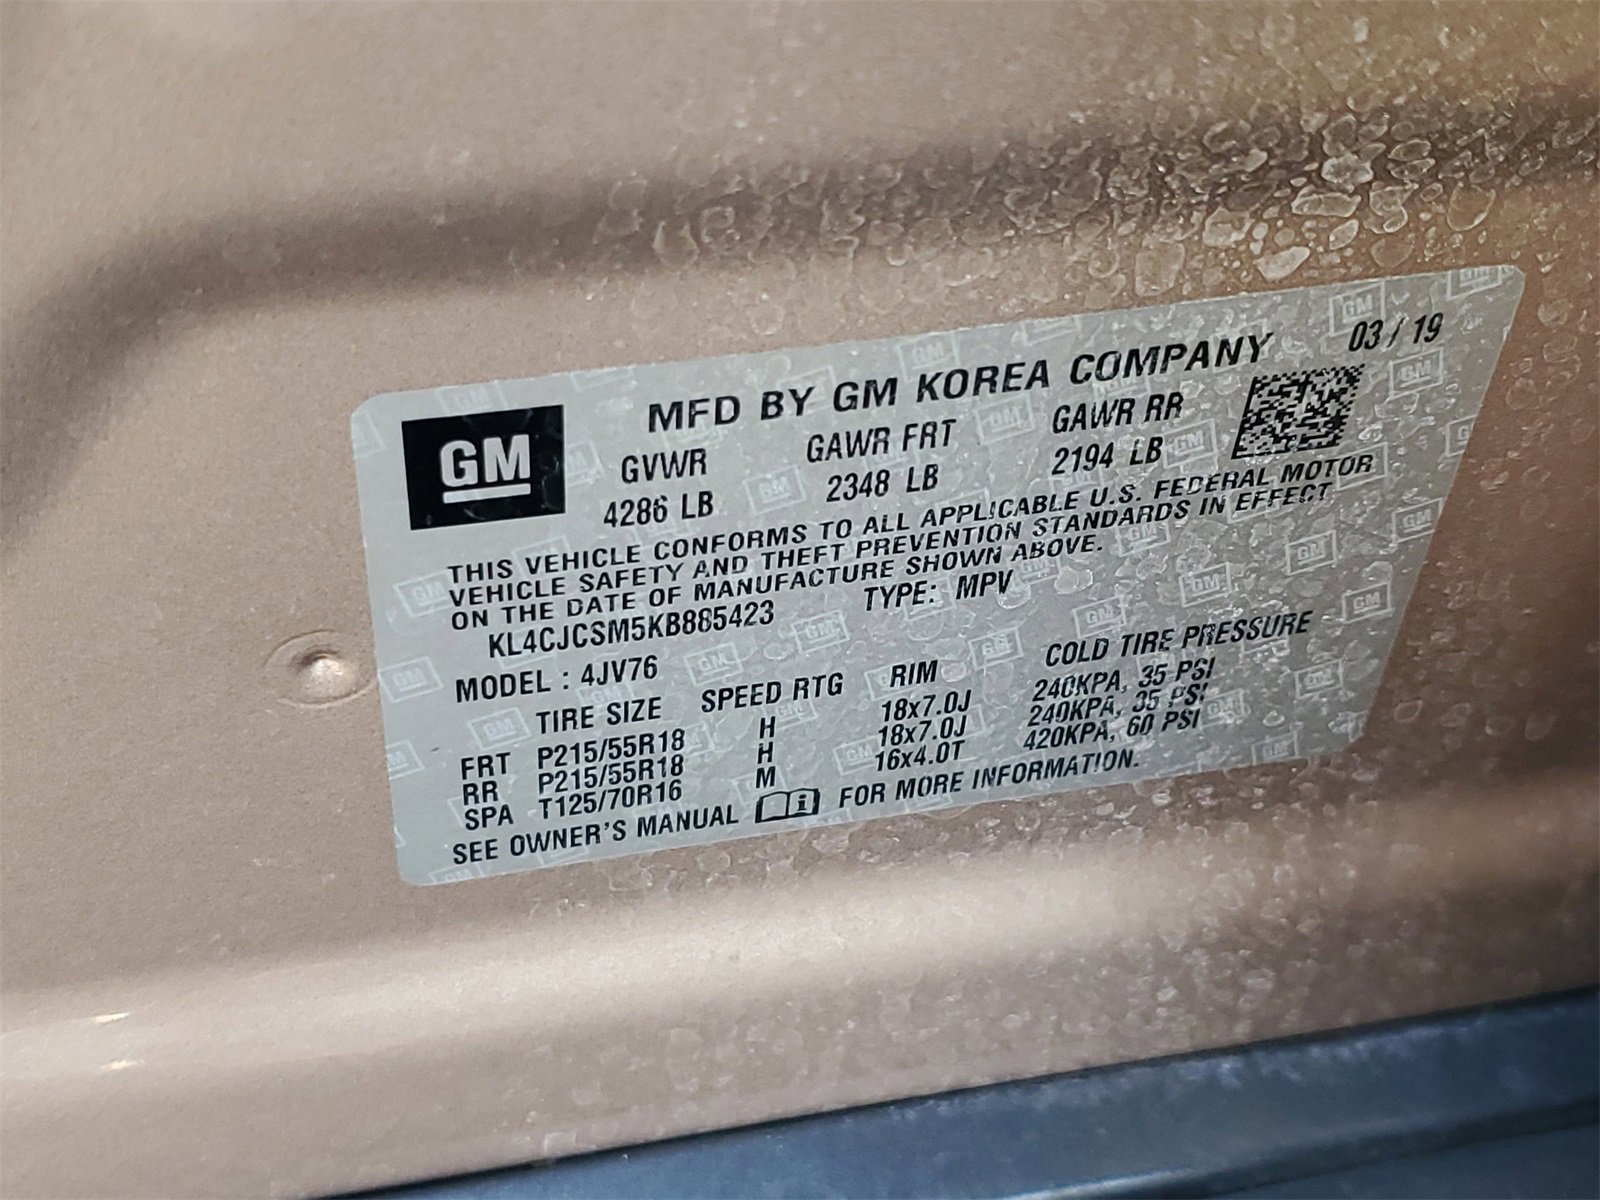 GM
MFD BY GM KOREA COMPANY 03 / 19
GVWR GAWR FRT GAWR RR
4286 LB 2348 LB 2194 LB
THIS VEHICLE CONFORMS TO ALL APPLICABLE U.S. FEDERAL MOTOR
VEHICLE SAFETY AND THEFT PREVENTION STANDARDS IN EFFECT
ON THE DATE OF MANUFACTURE SHOWN ABOVE.
KL4CJCSM5KB885423 TYPE: MPV
MODEL : 4JV76
TIRE SIZE SPEED RTG RIM COLD TIRE PRESSURE
FRT P215/55R18 H 18x7.0J 240KPA, 35 PSI
RR P215/55R18 H 18x7.0J 240KPA, 35 PSI
SPA T125/70R16 M 16x4.0T 420KPA, 60 PSI
SEE OWNER'S MANUAL FOR MORE INFORMATION.